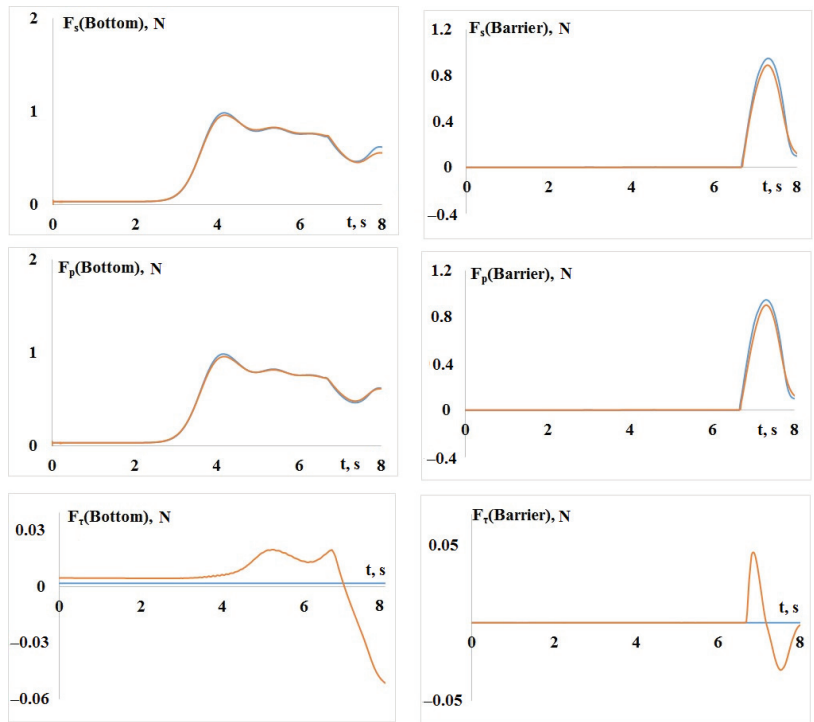 2
Fs(Bottom), N
1
0
0 2 4 6 t, s 8
1.2
Fs(Barrier), N
0.8
0.4
0
0 2 4 6 t, s 8
–0.4
2
Fp(Bottom), N
1
0
0 2 4 6 t, s 8
1.2
Fp(Barrier), N
0.8
0.4
0
0 2 4 6 t, s 8
–0.4
Fτ(Bottom), N
0.03
t, s
0
0 2 4 6 8
–0.03
–0.06
Fτ(Barrier), N
0.05
t, s
0 2 4 6 8
–0.05